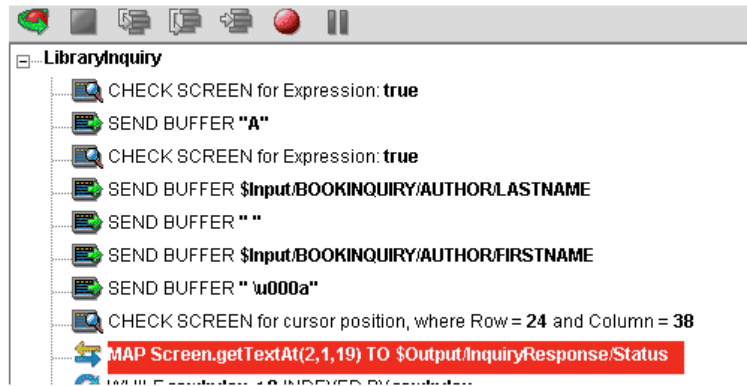 LibraryInquiry
CHECK SCREEN for Expression: true
SEND BUFFER "A"
CHECK SCREEN for Expression: true
SEND BUFFER $Input/BOOKINQUIRY/AUTHOR/LASTNAME
SEND BUFFER " "
SEND BUFFER $Input/BOOKINQUIRY/AUTHOR/FIRSTNAME
SEND BUFFER " \u000a"
CHECK SCREEN for cursor position, where Row = 24 and Column = 38
MAP Screen.getTextAt(2,1,19) TO $Output/InquiryResponse/Status